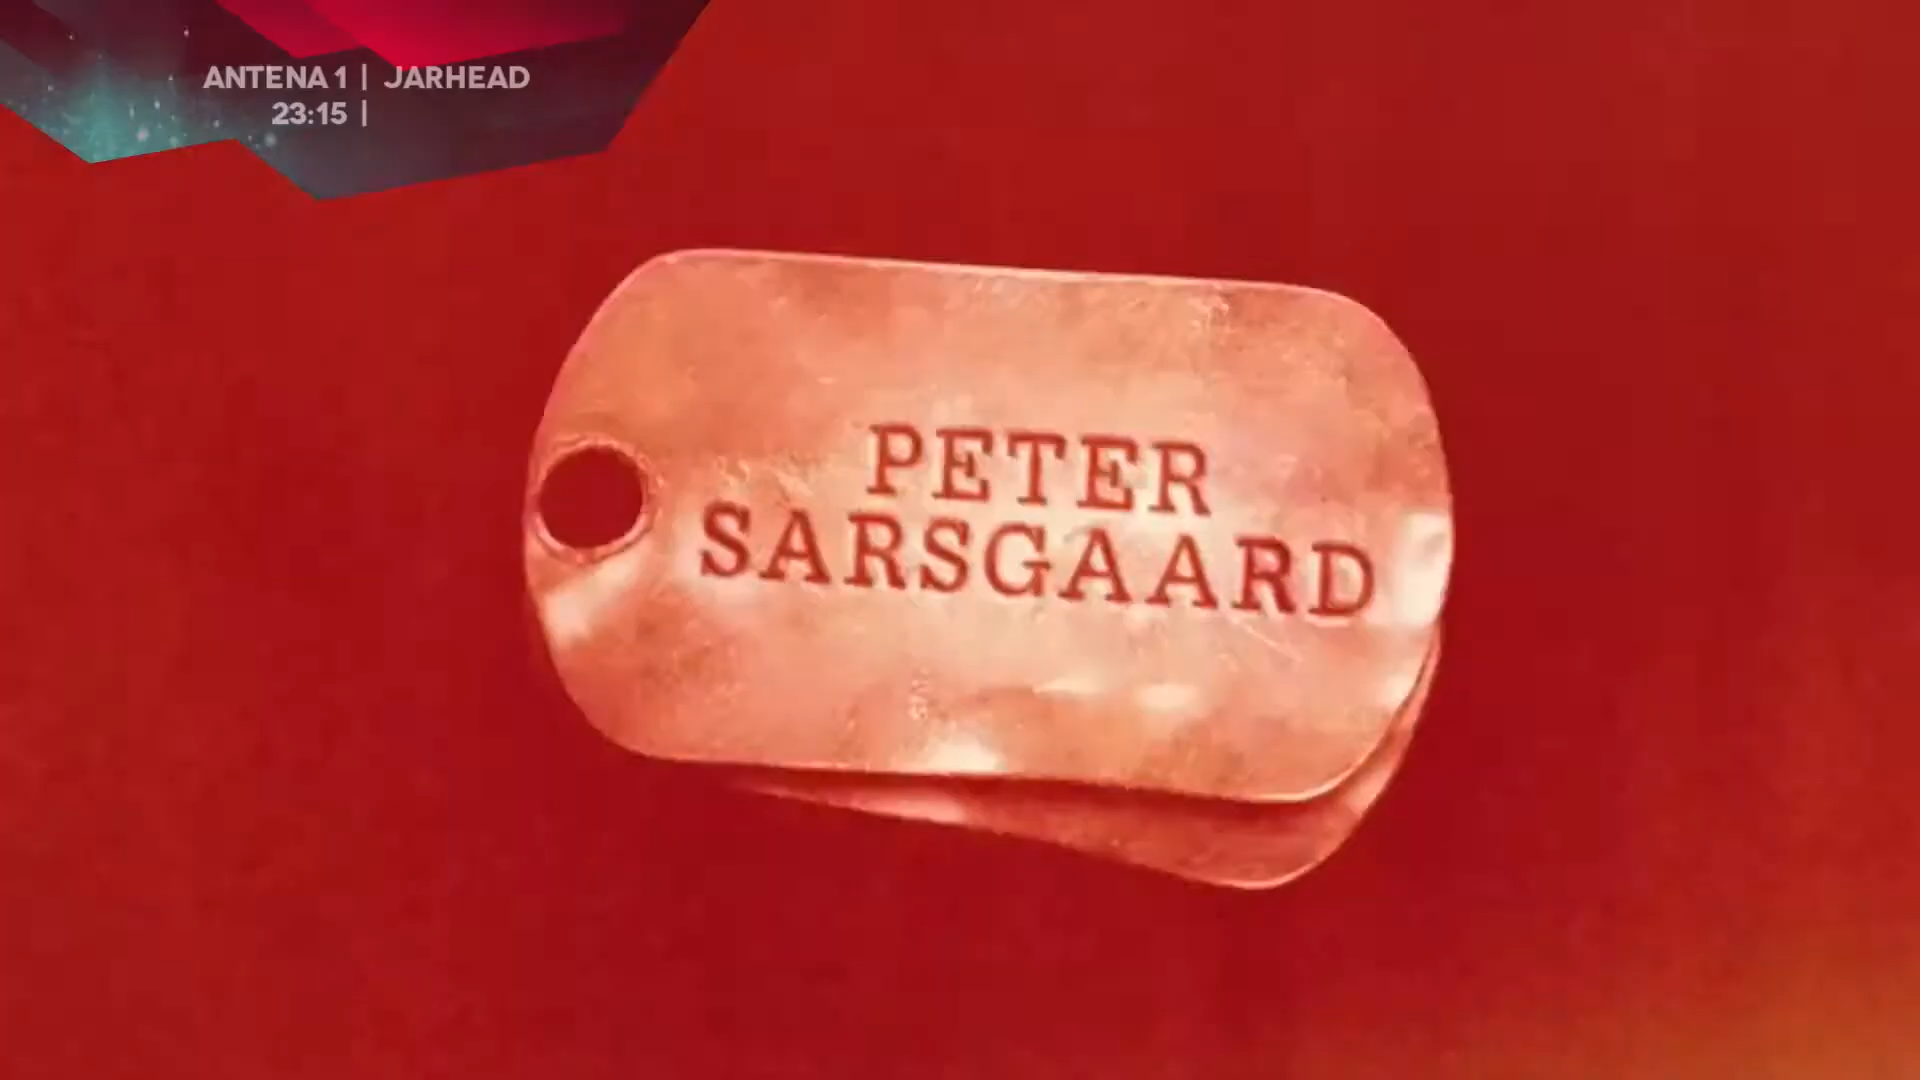 ANTENA 1 | JARHEAD
23:15 |
PETER
SARSGAARD